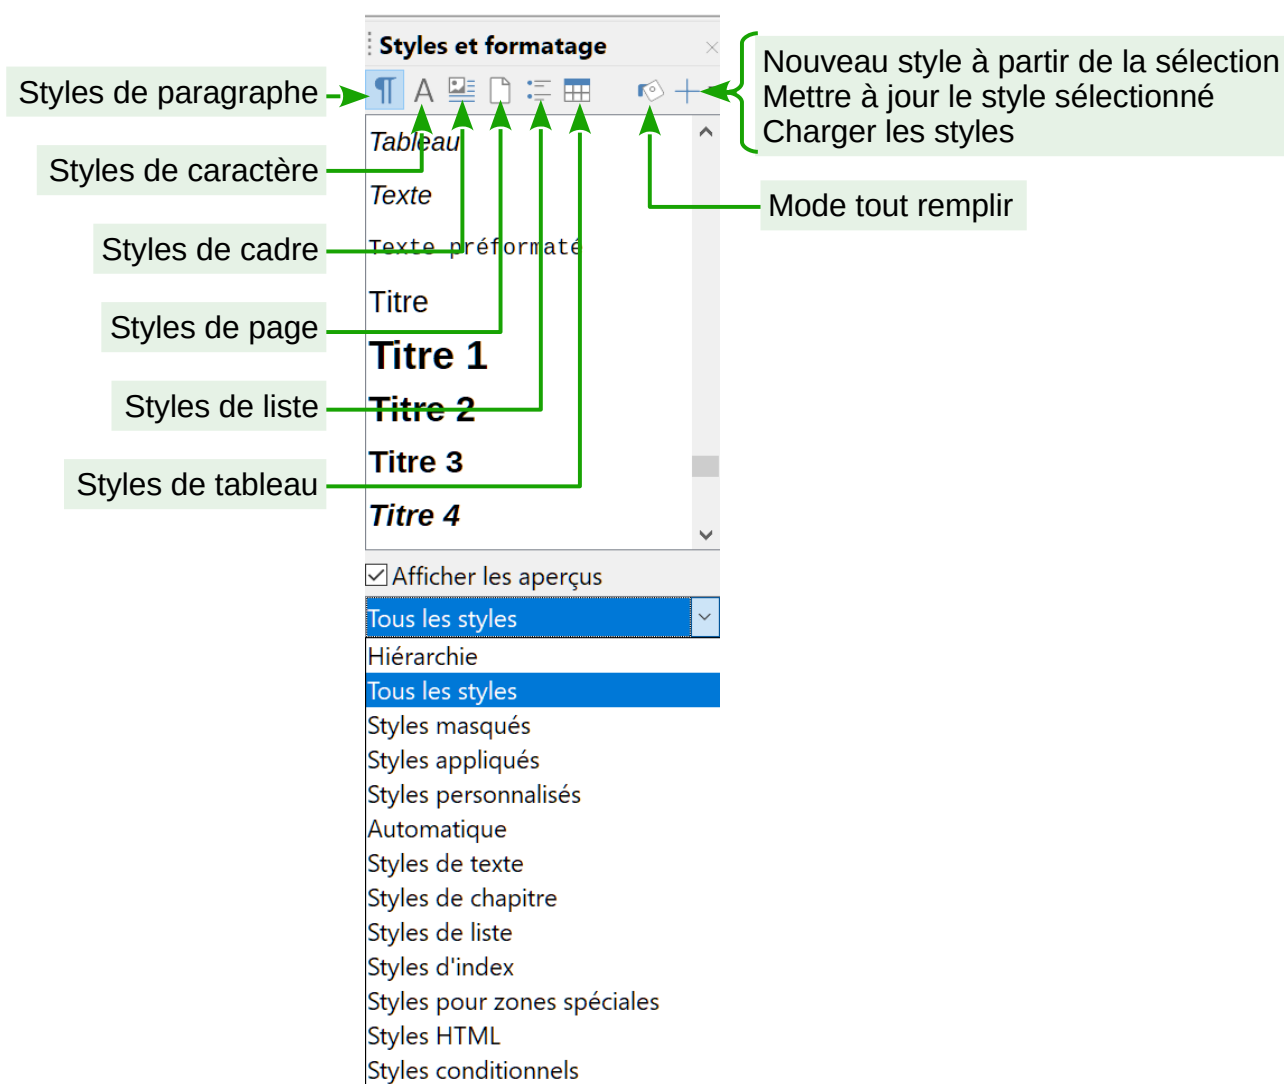 Styles et formatage
Styles de paragraphe
Styles de caractère
Styles de cadre
Styles de page
Styles de liste
Styles de tableau
Nouveau style à partir de la sélection
Mettre à jour le style sélectionné
Charger les styles
Mode tout remplir
A
Tableau
Texte
Texte préformaté
Titre
Titre 1
Titre 2
Titre 3
Titre 4
Afficher les aperçus
Tous les styles
Hiérarchie
Tous les styles
Styles masqués
Styles appliqués
Styles personnalisés
Automatique
Styles de texte
Styles de chapitre
Styles de liste
Styles d'index
Styles pour zones spéciales
Styles HTML
Styles conditionnels